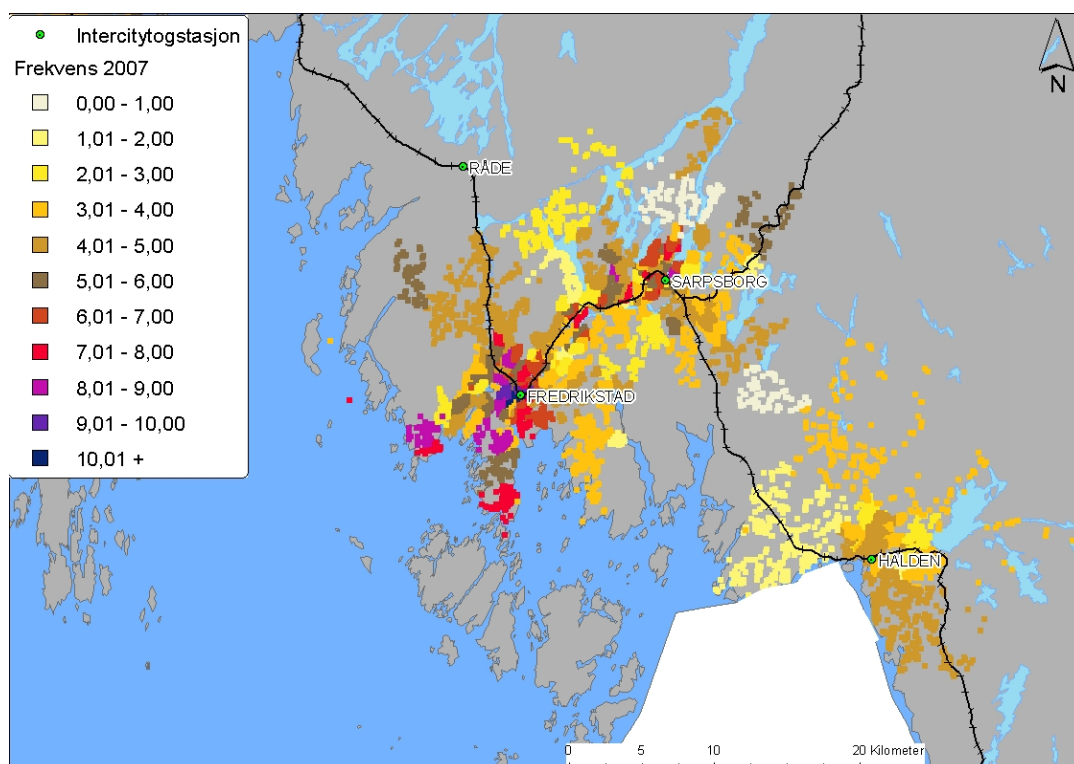 Intercitytogstasjon
Frekvens 2007
0,00 - 1,00
1,01 - 2,00
2,01 - 3,00
3,01 - 4,00
4,01 - 5,00
5,01 - 6,00
6,01 - 7,00
7,01 - 8,00
8,01 - 9,00
9,01 - 10,00
10,01 +
N
RÅDE
SARPSBORG
FREDRIKSTAD
HALDEN
0 5 10 20 Kilometer